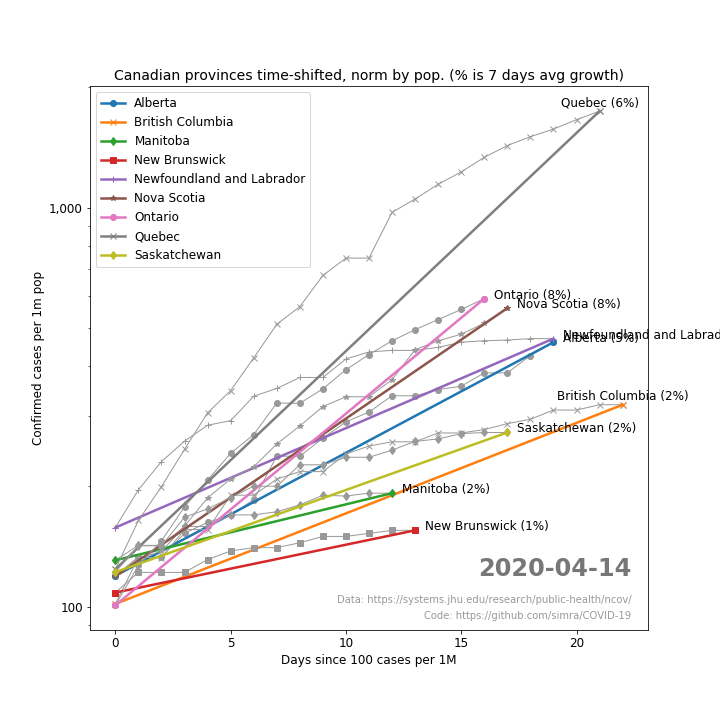 Canadian provinces time-shifted, norm by pop. (% is 7 days avg growth)
Quebec (6%)
Alberta
British Columbia
Manitoba
New Brunswick
Newfoundland and Labrador
Nova Scotia
Ontario
Quebec
Saskatchewan
1,000
Confirmed cases per 1m pop
Ontario (8%)
Nova Scotia (8%)
Newfoundland and Labrad
Alberta (5%)
British Columbia (2%)
Saskatchewan (2%)
Manitoba (2%)
New Brunswick (1%)
2020-04-14
Data: https://systems.jhu.edu/research/public-health/ncov/
Code: https://github.com/simra/COVID-19
100
0 5 10 15 20
Days since 100 cases per 1M